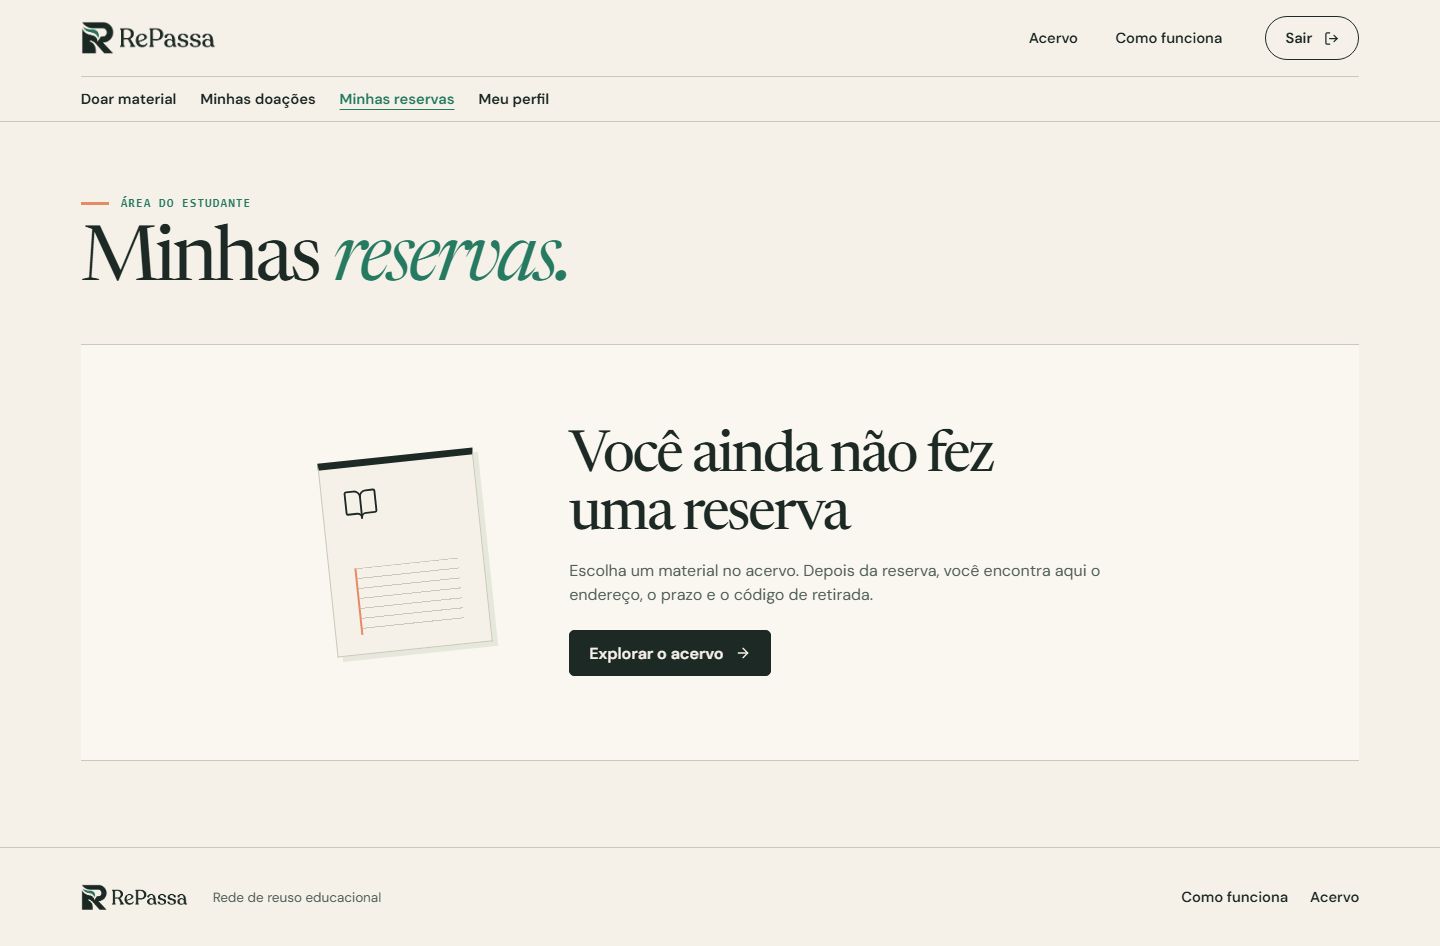 RePassa
Acervo
Como funciona
Sair
Doar material
Minhas doações
Minhas reservas
Meu perfil
ÁREA DO ESTUDANTE
Minhas reservas.
Você ainda não fez
uma reserva
Escolha um material no acervo. Depois da reserva, você encontra aqui o
endereço, o prazo e o código de retirada.
Explorar o acervo
RePassa
Rede de reuso educacional
Como funciona
Acervo